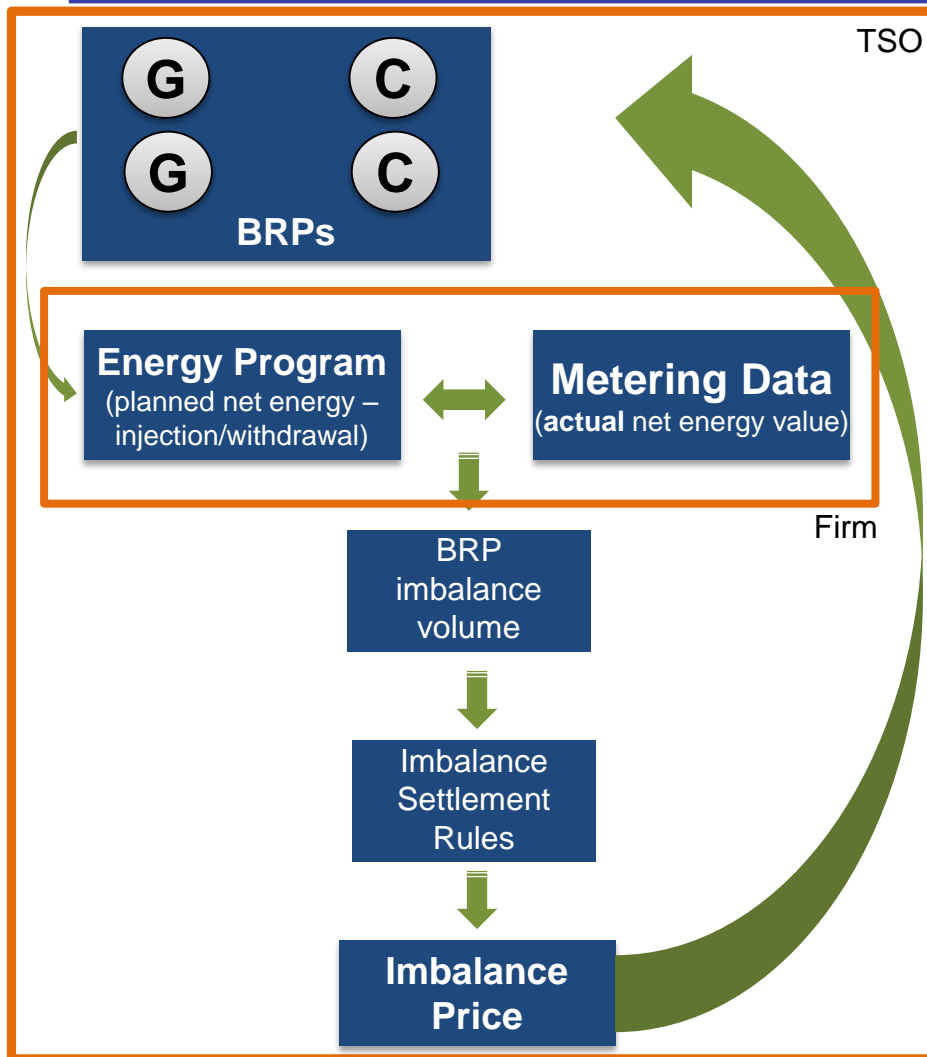 TSO
G C
G C
BRPs
Energy Program
(planned net energy –
injection/withdrawal)
Metering Data
(actual net energy value)
Firm
BRP
imbalance
volume
Imbalance
Settlement
Rules
Imbalance
Price